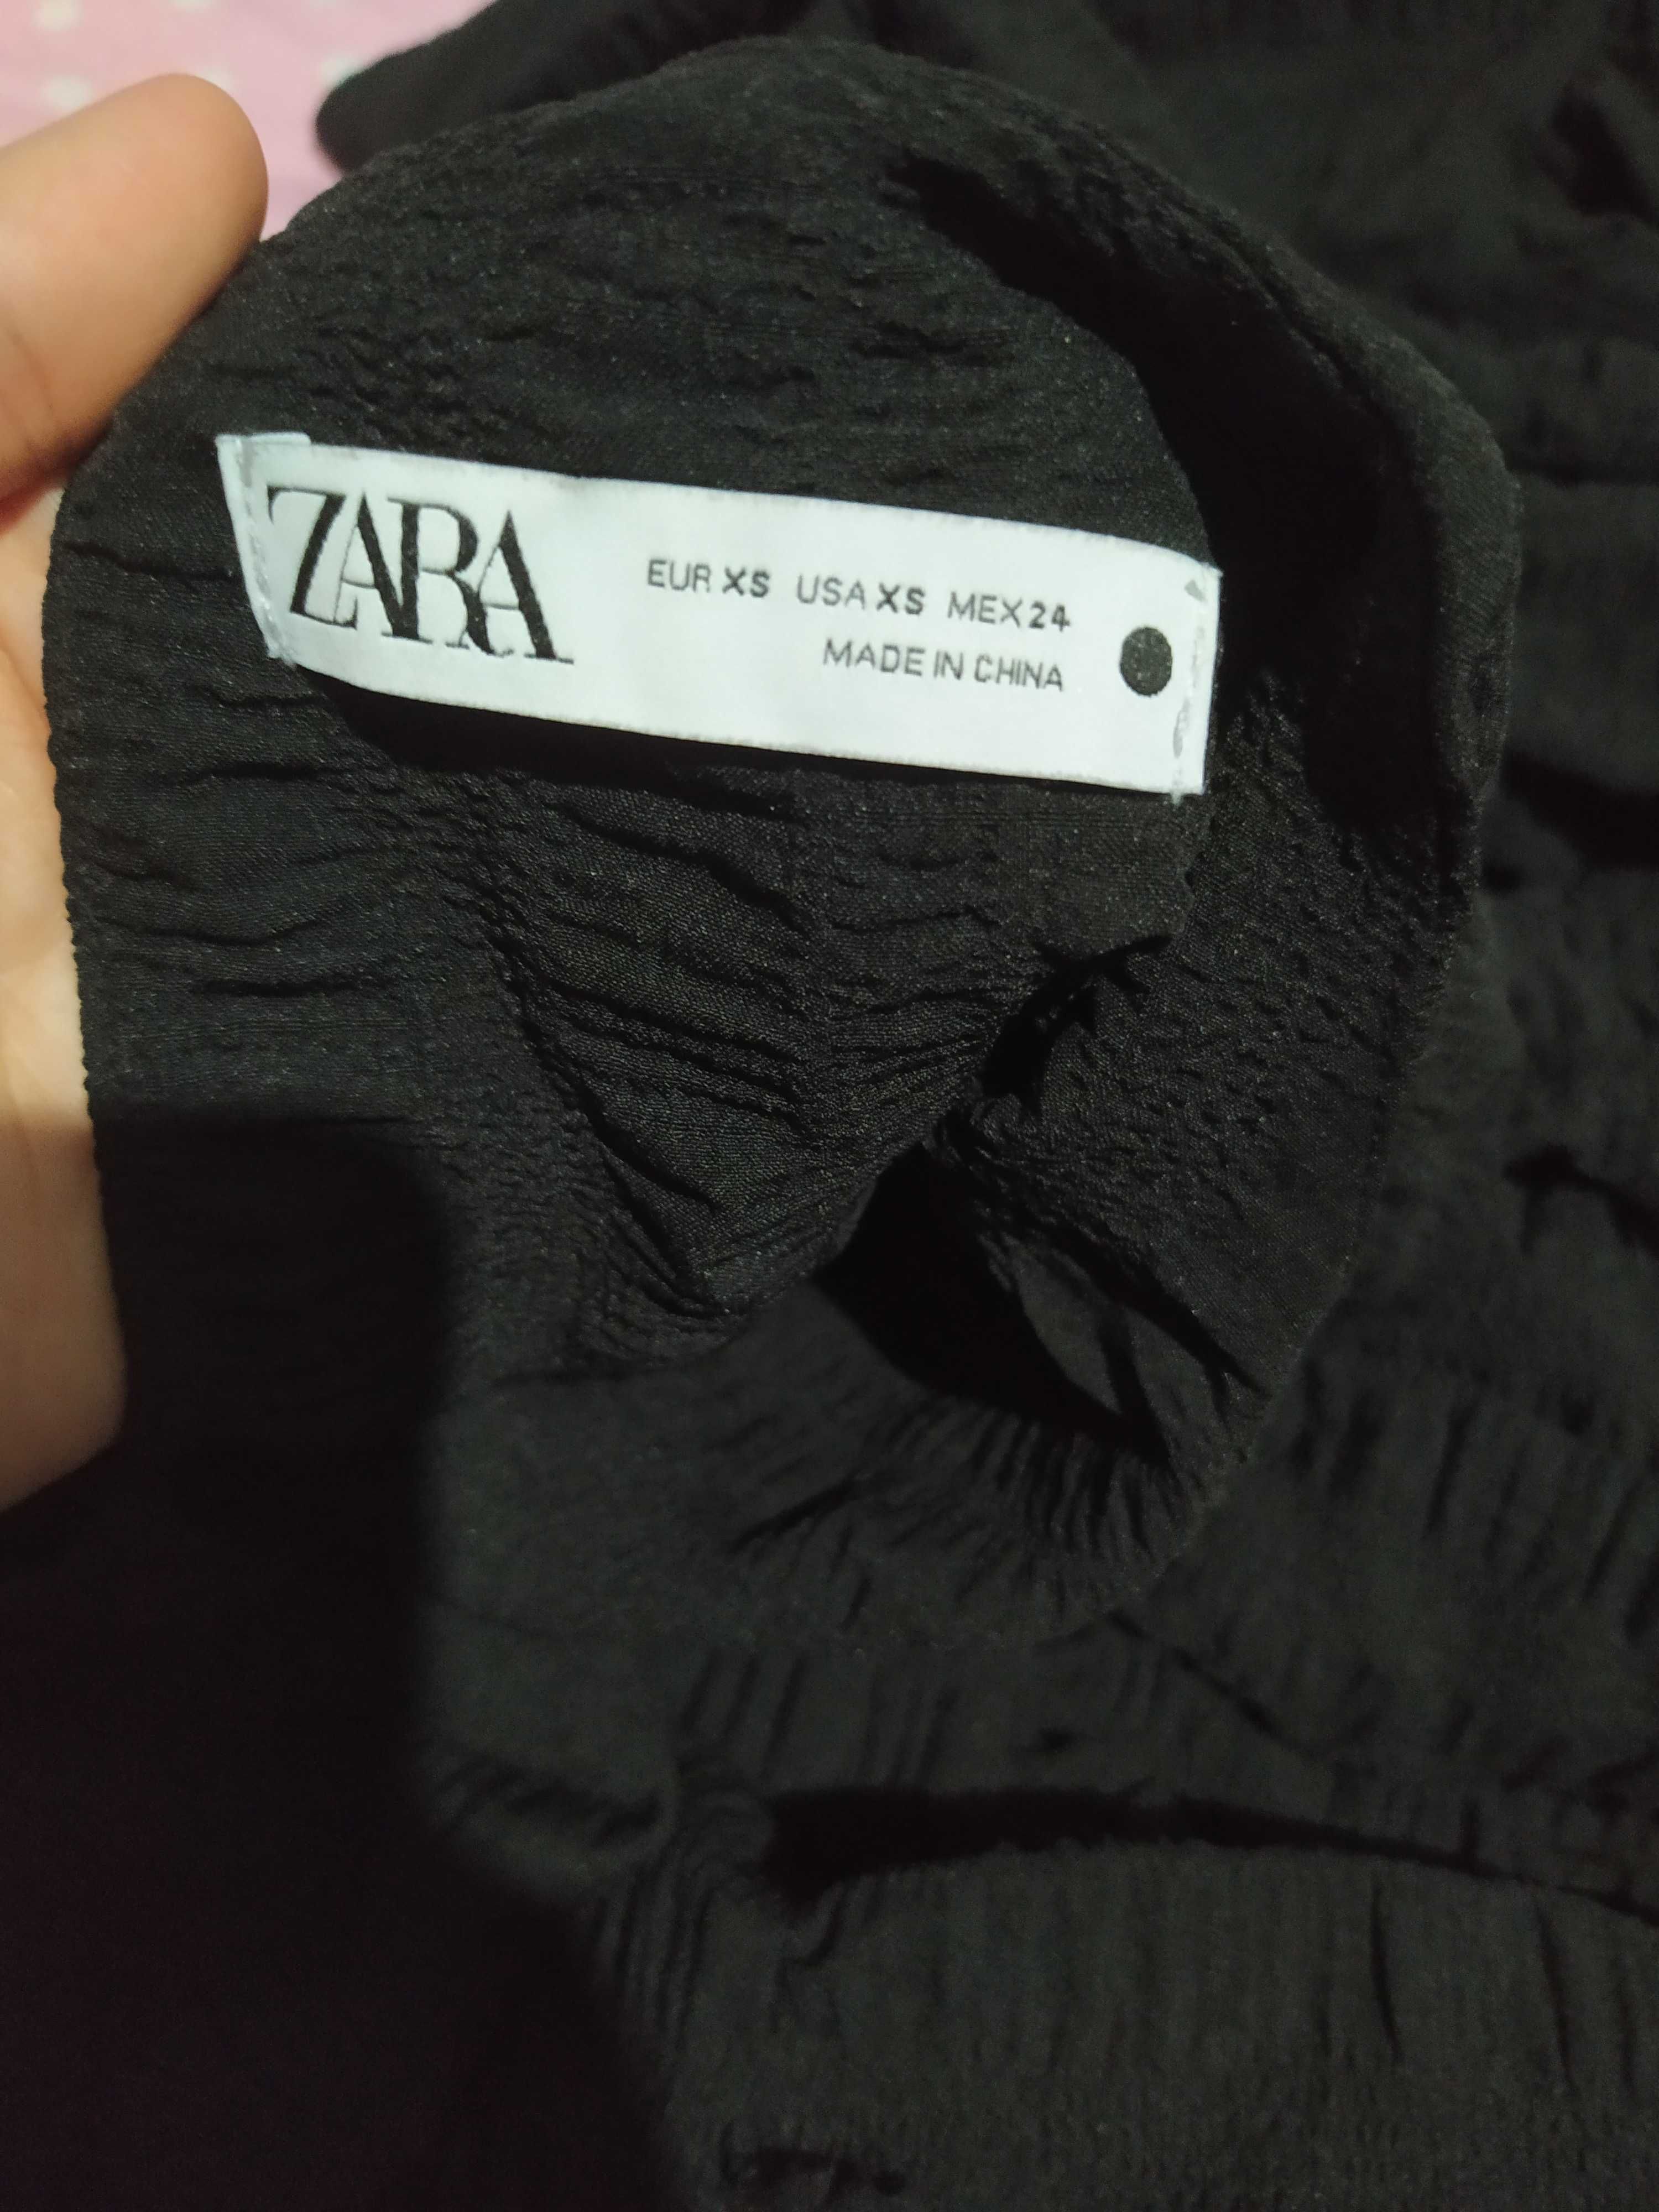 ZARA
EUR XS USA XS MEX 24
MADE IN CHINA